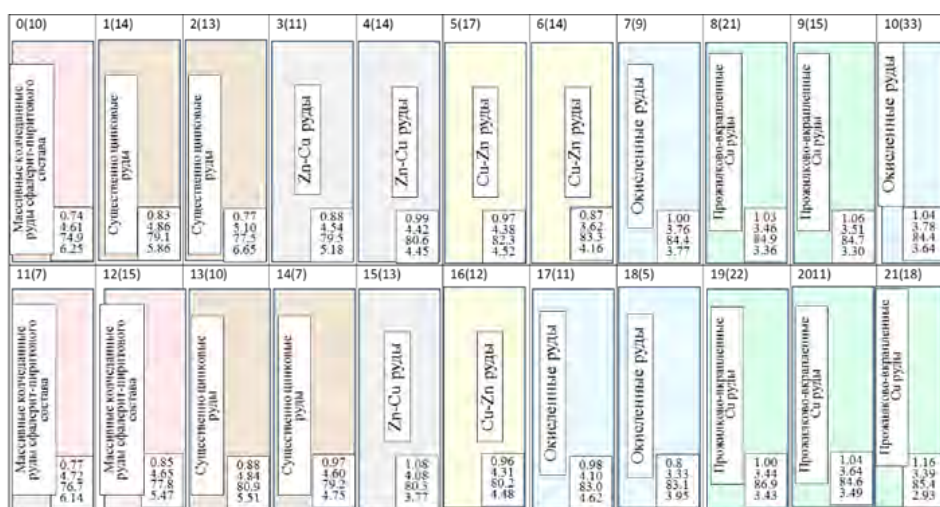 0(10) 1(14) 2(13) 3(11) 4(14) 5(17) 6(14) 7(9) 8(21) 9(15) 10(33)
Массивные колчеданные
руды сфалерит-пиритового
состава
0.74
4.61
74.9
6.25
Существенно цинковые
руды
0.83
4.86
79.1
5.86
Существенно цинковые
руды
0.77
5.10
77.5
6.65
Zn-Cu руды
0.88
4.54
79.5
5.18
Zn-Cu руды
0.99
4.42
80.6
4.45
Cu-Zn руды
0.97
4.38
82.3
4.52
Cu-Zn руды
0.87
3.62
83.3
4.16
Окисленные руды
1.00
3.76
84.4
3.77
Прожилково-вкрапленные
Cu руды
1.03
3.46
84.9
3.36
Прожилково-вкрапленные
Cu руды
1.06
3.51
84.7
3.30
Окисленные руды
1.04
3.78
84.4
3.64
11(7) 12(15) 13(10) 14(7) 15(13) 16(12) 17(11) 18(5) 19(22) 2011) 21(18)
Массивные колчеданные
руды сфалерит-пиритового
состава
0.77
4.72
76.7
6.14
Массивные колчеданные
руды сфалерит-пиритового
состава
0.85
4.65
77.8
5.47
Существенно цинковые
руды
0.88
4.84
80.9
5.51
Существенно цинковые
руды
0.97
4.60
79.2
4.75
Zn-Cu руды
1.08
4.08
80.3
3.77
Cu-Zn руды
0.96
4.31
80.2
4.48
Окисленные руды
0.98
4.10
83.0
4.62
Окисленные руды
0.8
3.33
83.1
3.95
Прожилково-вкрапленные
Cu руды
1.00
3.44
86.9
3.43
Прожилково-вкрапленные
Cu руды
1.04
3.64
84.6
3.49
Прожилково-вкрапленные
Cu руды
1.16
3.39
85.4
2.93